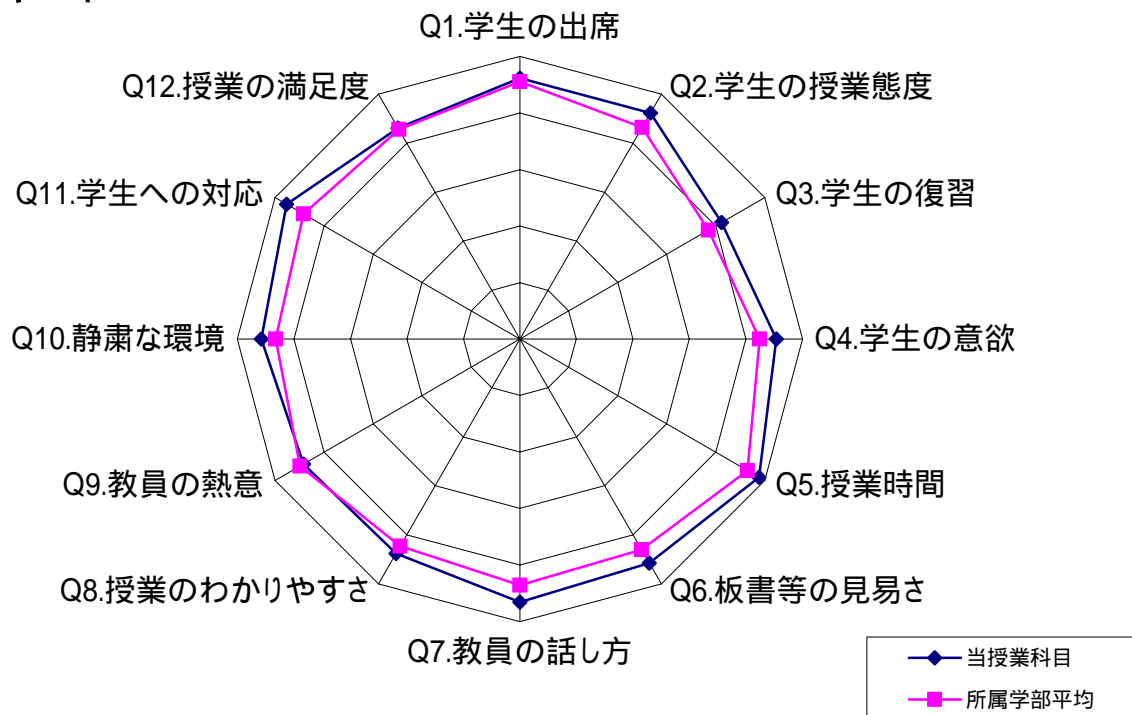 Q1.学生の出席
Q2.学生の授業態度
Q3.学生の復習
Q4.学生の意欲
Q5.授業時間
Q6.板書等の見易さ
Q7.教員の話し方
Q8.授業のわかりやすさ
Q9.教員の熱意
Q10.静粛な環境
Q11.学生への対応
Q12.授業の満足度
当授業科目
所属学部平均